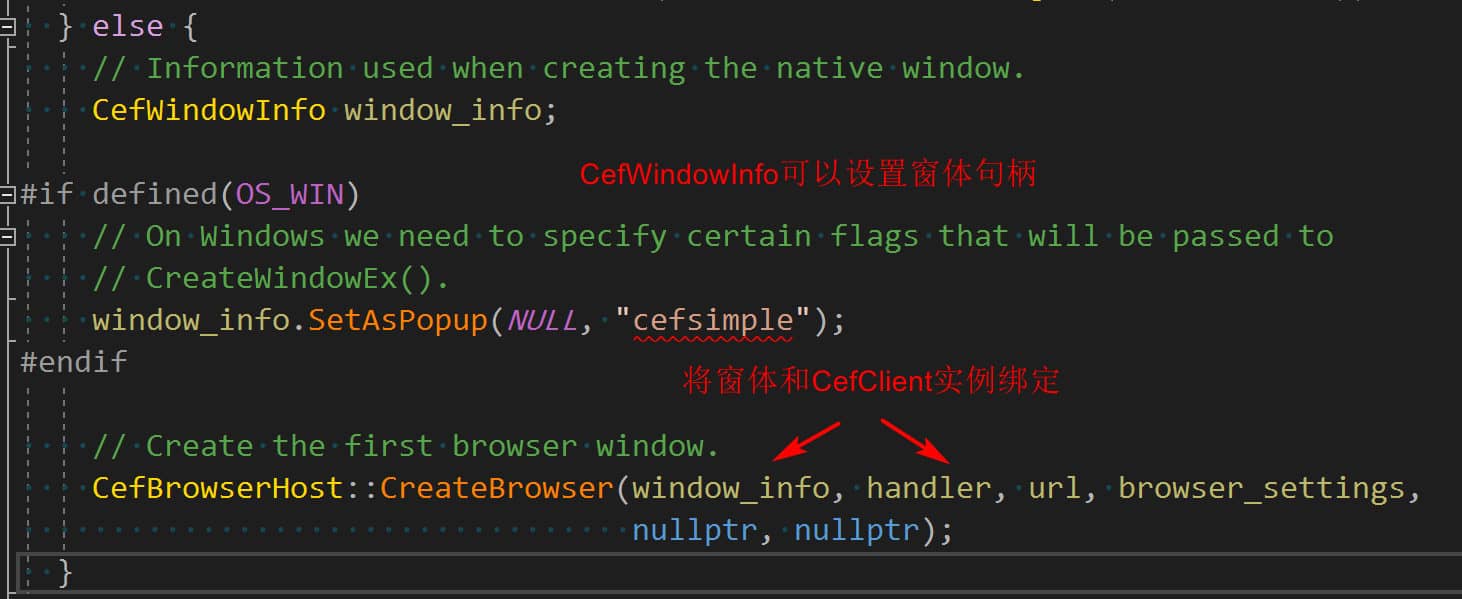 } else {
// Information used when creating the native window.
CefWindowInfo window_info;
CefWindowInfo可以设置窗体句柄
#if defined(OS_WIN)
// On Windows we need to specify certain flags that will be passed to
// CreateWindowEx().
window_info.SetAsPopup(NULL, "cefsimple");
#endif
将窗体和CefClient实例绑定
// Create the first browser window.
CefBrowserHost::CreateBrowser(window_info, handler, url, browser_settings,
nullptr, nullptr);
}